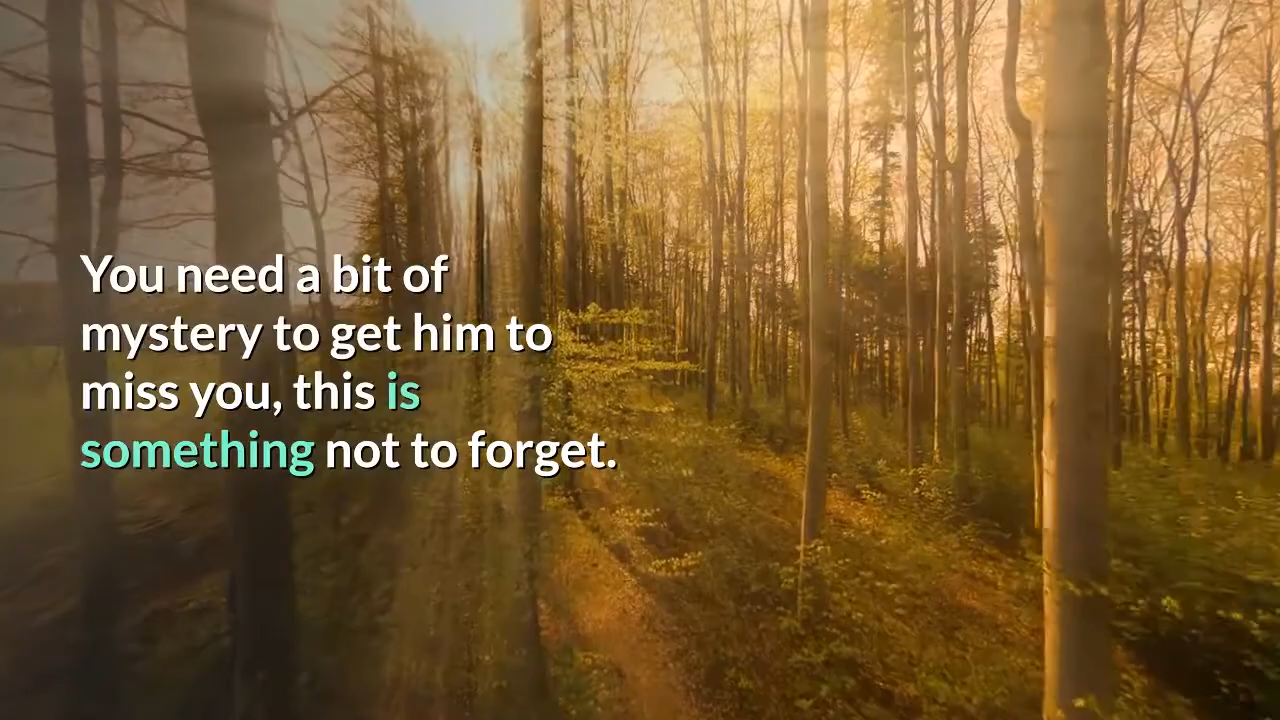 You need a bit of
mystery to get him to
miss you, this is
something not to forget.